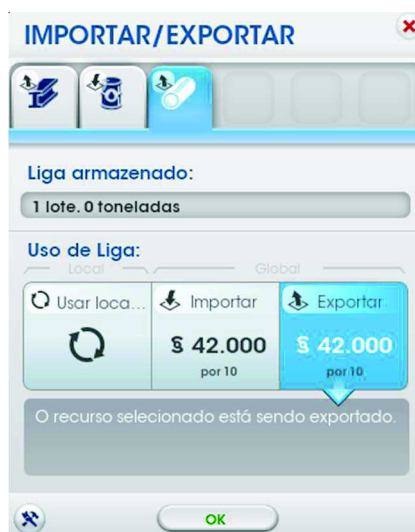 IMPORTAR/EXPORTAR
Liga armazenado:
1 lote. 0 toneladas
Uso de Liga:
Local
Global
Usar loca...
Importar
§ 42.000
por 10
Exportar
§ 42.000
por 10
O recurso selecionado está sendo exportado.
OK